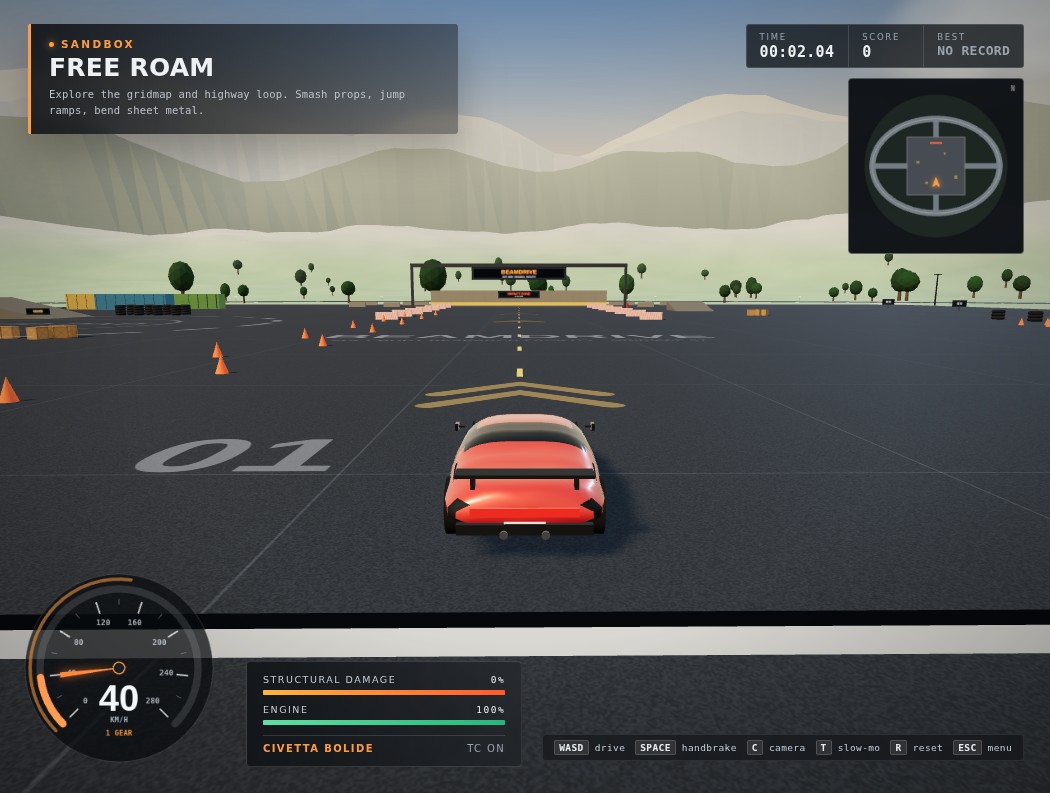 SANDBOX
FREE ROAM
Explore the gridmap and highway loop. Smash props, jump
ramps, bend sheet metal.
TIME
00:02.04
SCORE
0
BEST
NO RECORD
N
BEAMDRIVE
BEAMDRIVE
01
80
120
160
200
240
280
0
40
KM/H
1 GEAR
STRUCTURAL DAMAGE 0%
ENGINE 100%
CIVETTA BOLIDE TC ON
WASD drive SPACE handbrake C camera T slow-mo R reset ESC menu